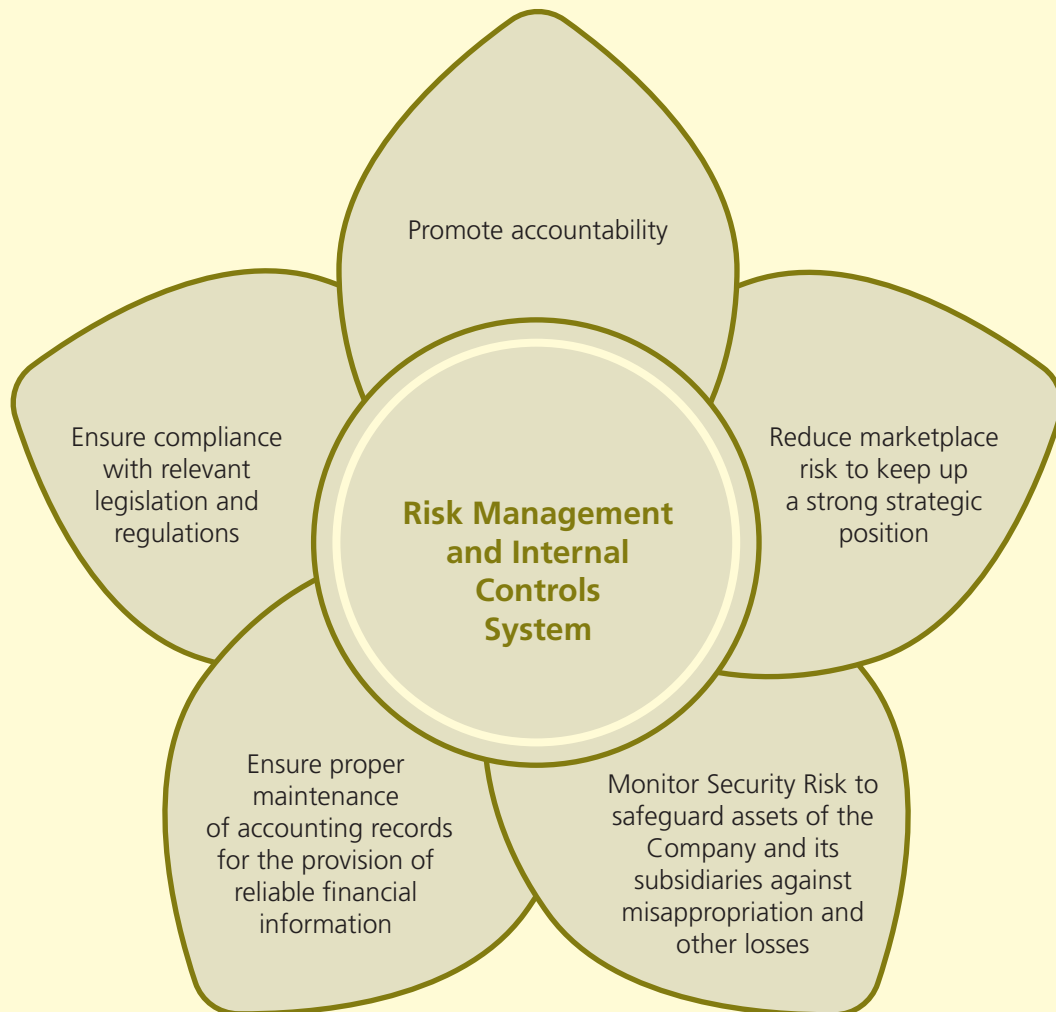 Promote accountability
Ensure compliance
with relevant
legislation and
regulations
Reduce marketplace
risk to keep up
a strong strategic
position
Risk Management
and Internal
Controls
System
Ensure proper
maintenance
of accounting records
for the provision of
reliable financial
information
Monitor Security Risk to
safeguard assets of the
Company and its
subsidiaries against
misappropriation and
other losses